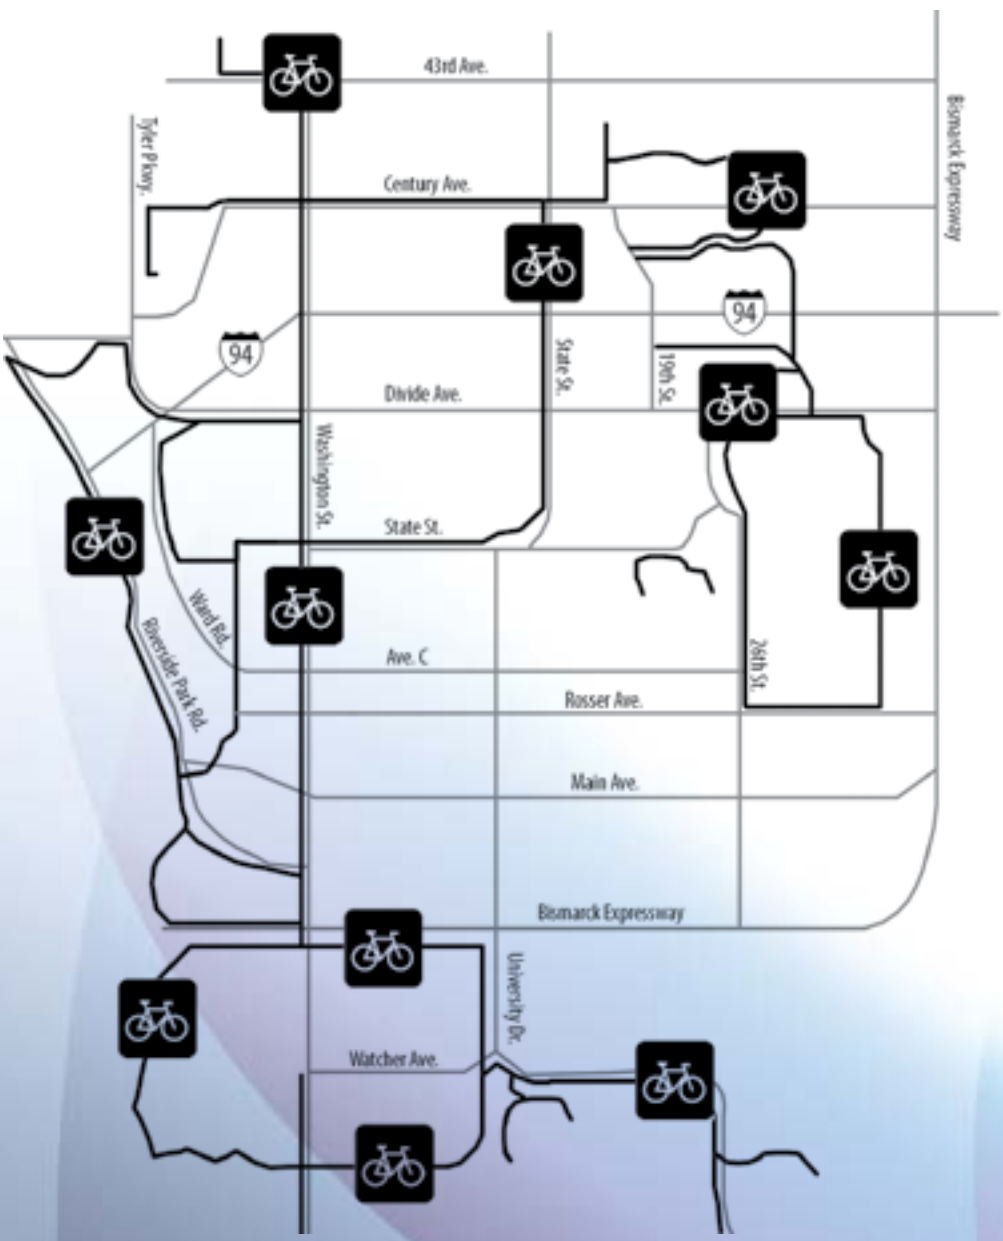 43rd Ave.
Bismarck Expressway
Tyler Pkwy.
Century Ave.
94
94
State St.
19th St.
Divide Ave.
Washington St.
State St.
Ward Rd.
Riverside Park Rd.
Ave. C
26th St.
Rosser Ave.
Main Ave.
Bismarck Expressway
University Dr.
Watcher Ave.